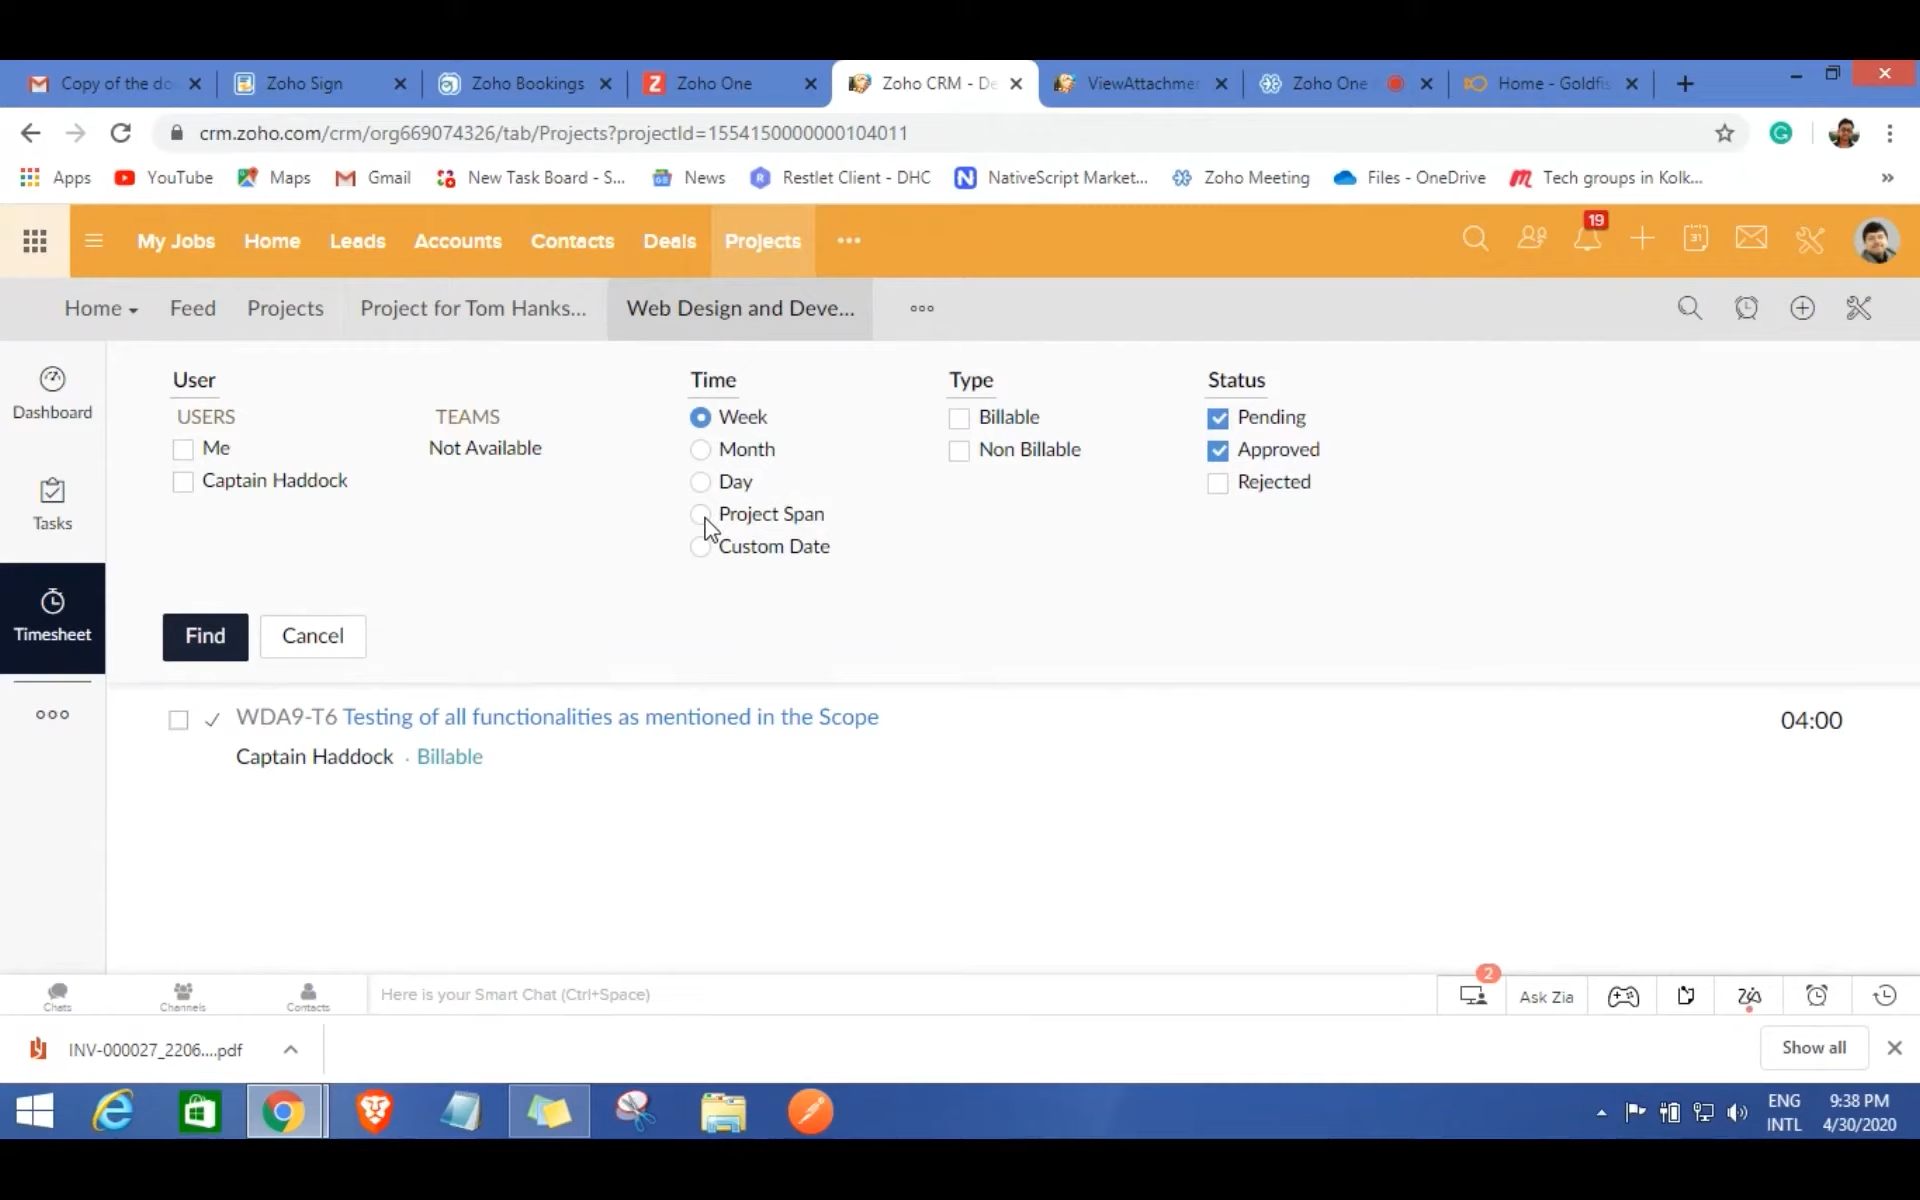 Copy of the do
Zoho Sign
Zoho Bookings
Zoho One
Zoho CRM - De
ViewAttachmen
Zoho One
Home - Goldfis
crm.zoho.com/crm/org669074326/tab/Projects?projectId=1554150000000104011
Apps
YouTube
Maps
Gmail
New Task Board - S...
News
Restlet Client - DHC
NativeScript Market...
Zoho Meeting
Files - OneDrive
Tech groups in Kolk...
»
My Jobs
Home
Leads
Accounts
Contacts
Deals
Projects
19
31
Home
Feed
Projects
Project for Tom Hanks...
Web Design and Deve...
Dashboard
Tasks
Timesheet
User
USERS
Me
Captain Haddock
TEAMS
Not Available
Time
Week
Month
Day
Project Span
Custom Date
Type
Billable
Non Billable
Status
Pending
Approved
Rejected
Find
Cancel
WDA9-T6 Testing of all functionalities as mentioned in the Scope
04:00
Captain Haddock · Billable
Chats
Channels
Contacts
Here is your Smart Chat (Ctrl+Space)
2
Ask Zia
INV-000027_2206....pdf
Show all
ENG
INTL
9:38 PM
4/30/2020